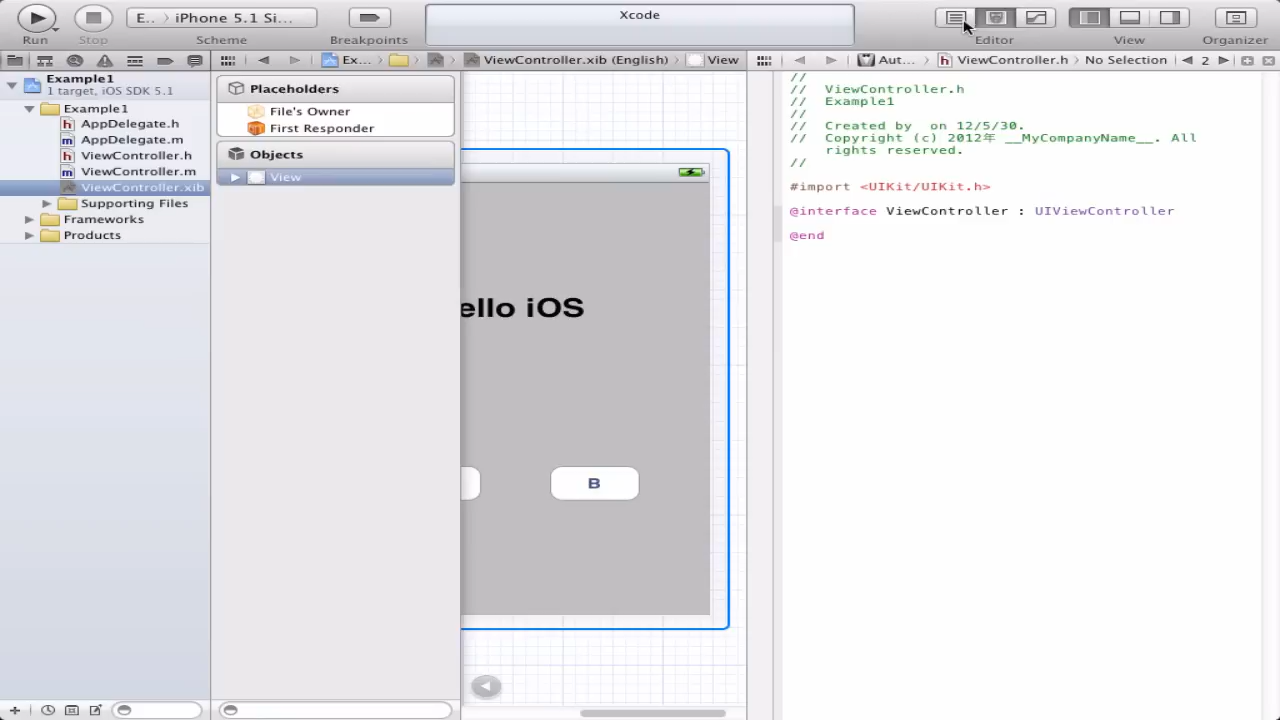 Xcode
E.. › iPhone 5.1 Si...
Run
Stop
Scheme
Breakpoints
Editor
View
Organizer
Ex...
ViewController.xib (English)
View
Aut...
ViewController.h
No Selection
2
Example1
1 target, iOS SDK 5.1
Example1
AppDelegate.h
AppDelegate.m
ViewController.h
ViewController.m
ViewController.xib
Supporting Files
Frameworks
Products
Placeholders
File's Owner
First Responder
Objects
View
ello iOS
B
//
//  ViewController.h
//  Example1
//
//  Created by  on 12/5/30.
//  Copyright (c) 2012年 __MyCompanyName__. All
rights reserved.
//
#import <UIKit/UIKit.h>
@interface ViewController : UIViewController
@end